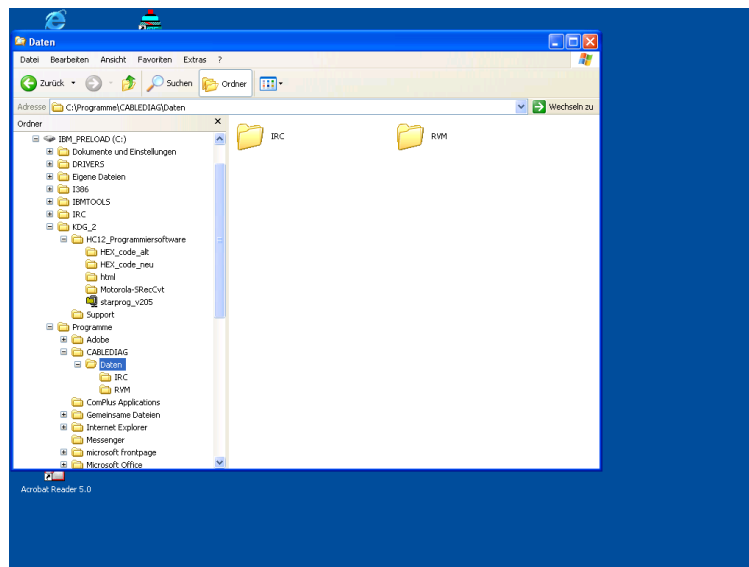 Daten
Datei Bearbeiten Ansicht Favoriten Extras ?
Zurück Suchen Ordner
Adresse C:\Programme\CABLEDIAG\Daten Wechseln zu
Ordner
IBM_PRELOAD (C:)
Dokumente und Einstellungen
DRIVERS
Eigene Dateien
I386
IBMTOOLS
IRC
KDG_2
HC12_Programmiersoftware
HEX_code_alt
HEX_code_neu
html
Motorola-SRecCvt
starprog_v205
Support
Programme
Adobe
CABLEDIAG
Daten
IRC
RVM
ComPlus Applications
Gemeinsame Dateien
Internet Explorer
Messenger
microsoft frontpage
Microsoft Office
IRC RVM
Acrobat Reader 5.0